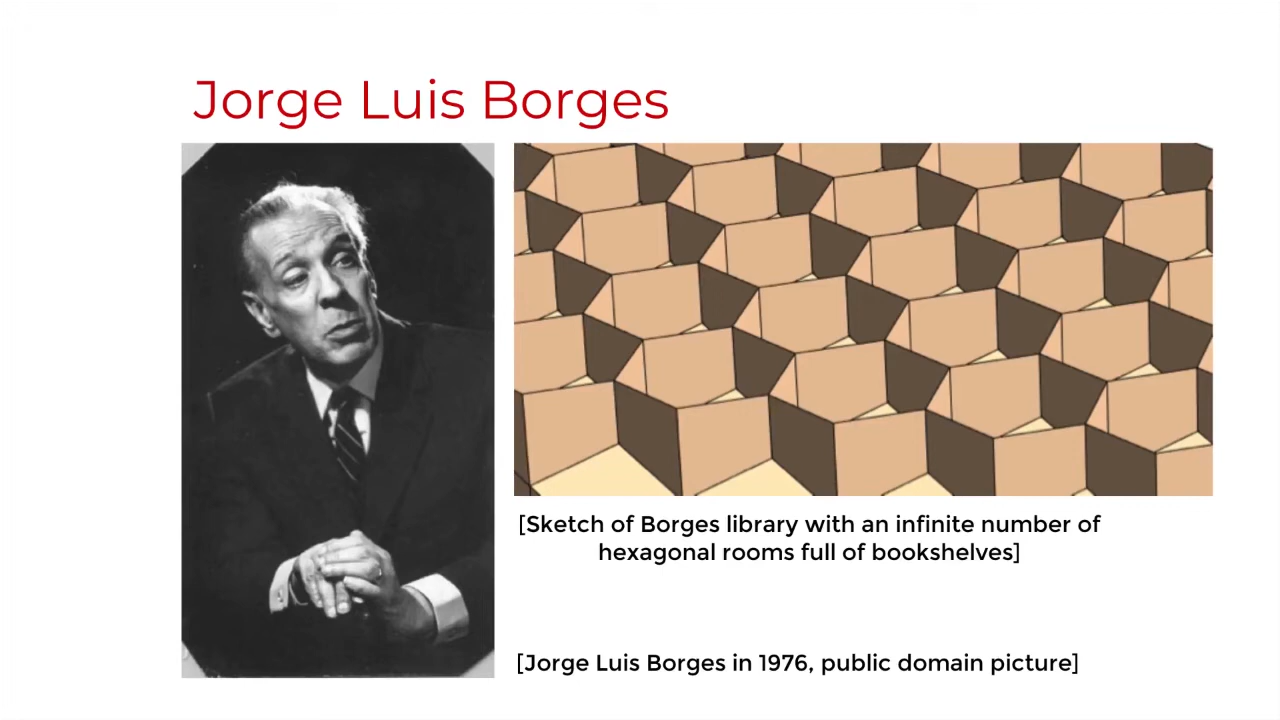 Jorge Luis Borges
[Sketch of Borges library with an infinite number of
hexagonal rooms full of bookshelves]
[Jorge Luis Borges in 1976, public domain picture]